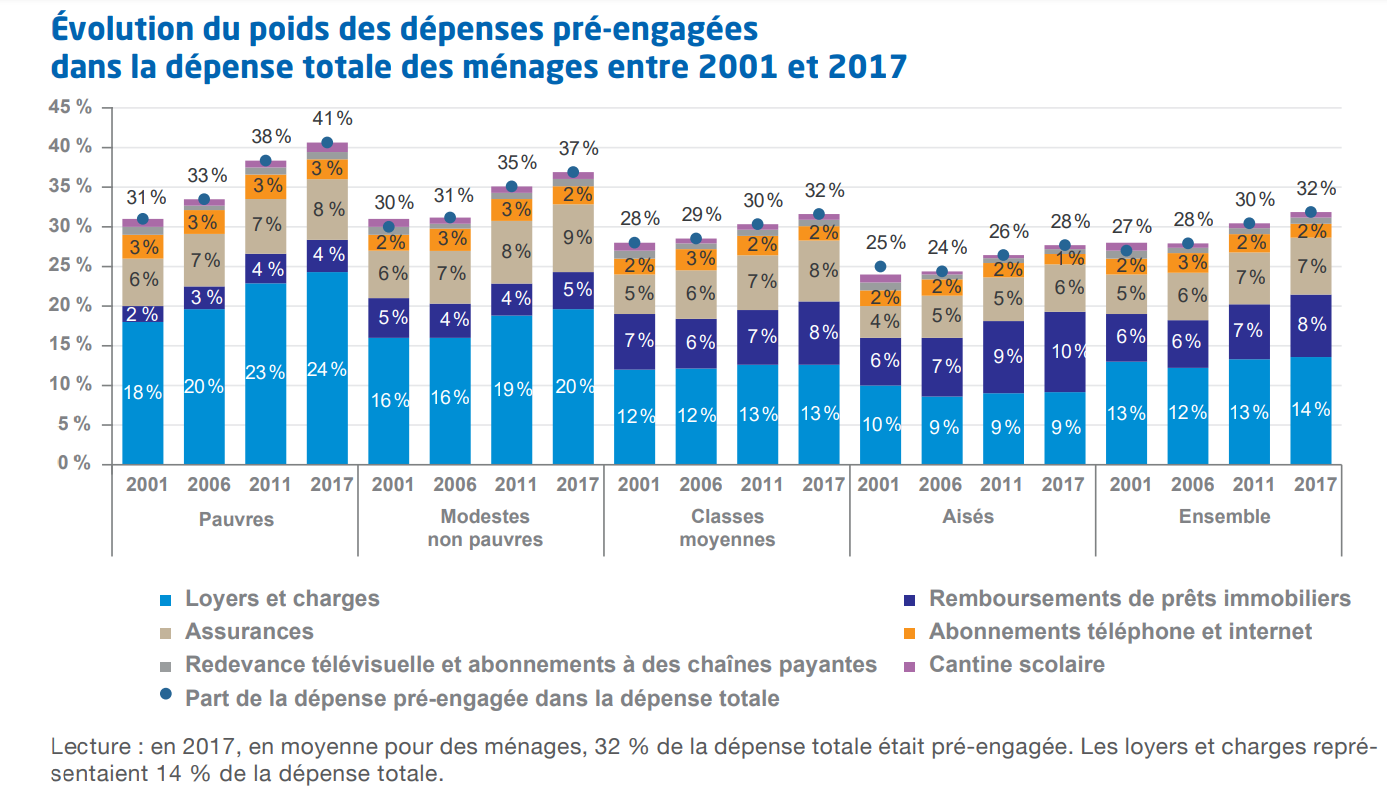 Évolution du poids des dépenses pré-engagées
dans la dépense totale des ménages entre 2001 et 2017
45 %
40 %
35 %
30 %
25 %
20 %
15 %
10 %
5 %
0 %
31 % 33 % 38 % 41 % 30 % 31 % 35 % 37 % 28 % 29 % 30 % 32 % 25 % 24 % 26 % 28 % 27 % 28 % 30 % 32 %
3 % 3 % 3 % 3 % 2 % 3 % 3 % 2 % 2 % 3 % 2 % 2 % 2 % 2 % 2 % 1 % 2 % 3 % 2 % 2 %
6 % 7 % 7 % 8 % 6 % 7 % 8 % 9 % 5 % 6 % 7 % 8 % 4 % 5 % 5 % 6 % 5 % 6 % 7 % 7 %
2 % 3 % 4 % 4 % 5 % 4 % 4 % 5 % 7 % 6 % 7 % 8 % 6 % 7 % 9 % 10 % 6 % 6 % 7 % 8 %
18 % 20 % 23 % 24 % 16 % 16 % 19 % 20 % 12 % 12 % 13 % 13 % 10 % 9 % 9 % 9 % 13 % 12 % 13 % 14 %
2001 2006 2011 2017 2001 2006 2011 2017 2001 2006 2011 2017 2001 2006 2011 2017 2001 2006 2011 2017
Pauvres
Modestes
non pauvres
Classes
moyennes
Aisés
Ensemble
Loyers et charges
Remboursements de prêts immobiliers
Assurances
Abonnements téléphone et internet
Redevance télévisuelle et abonnements à des chaînes payantes
Cantine scolaire
Part de la dépense pré-engagée dans la dépense totale
Lecture : en 2017, en moyenne pour des ménages, 32 % de la dépense totale était pré-engagée. Les loyers et charges repré-
sentaient 14 % de la dépense totale.